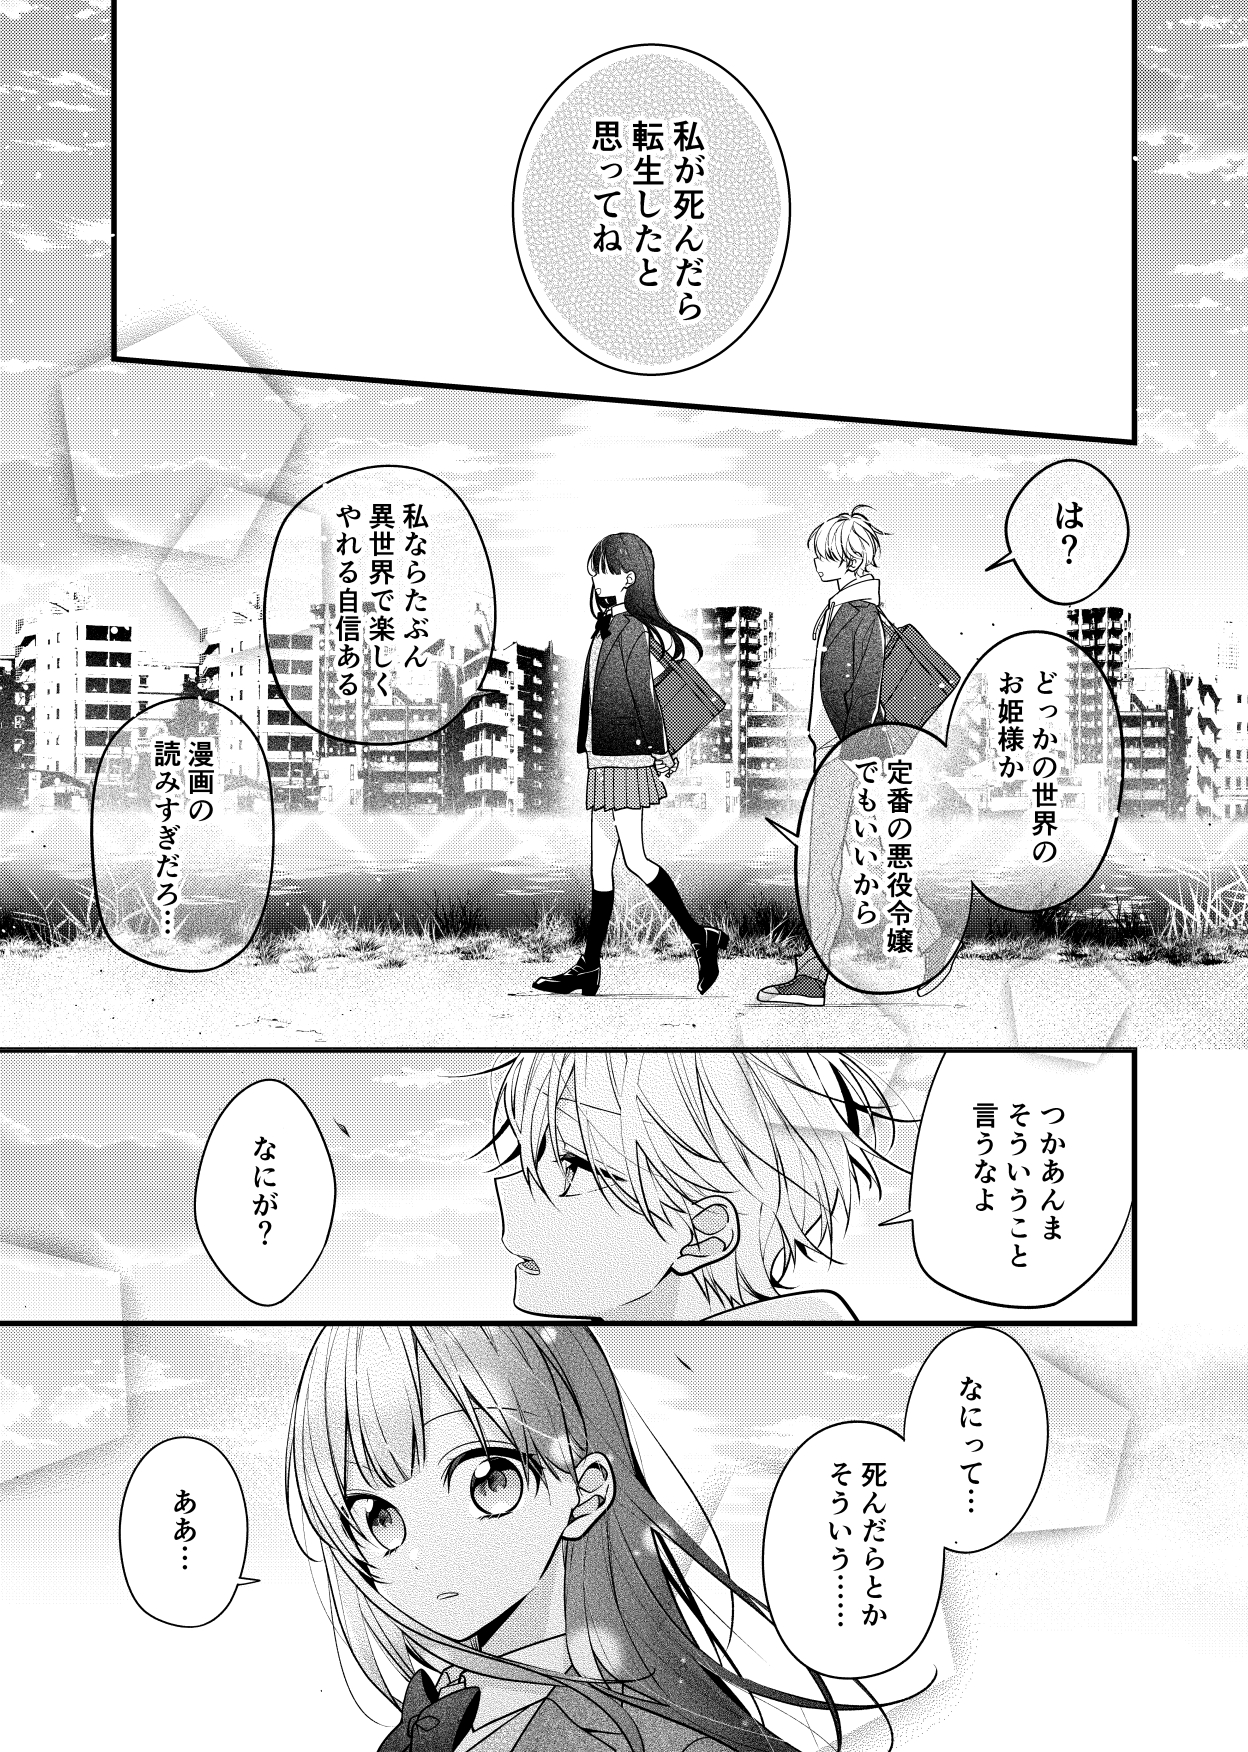 私が死んだら
転生したと
思ってね
は？
どっかの世界の
お姫様か
定番の悪役令嬢
でもいいから
私ならたぶん
異世界で楽しく
やれる自信ある
漫画の
読みすぎだろ…
つかあんま
そういうこと
言うなよ
なにが？
なにって…
死んだらとか
そういう……
ああ…